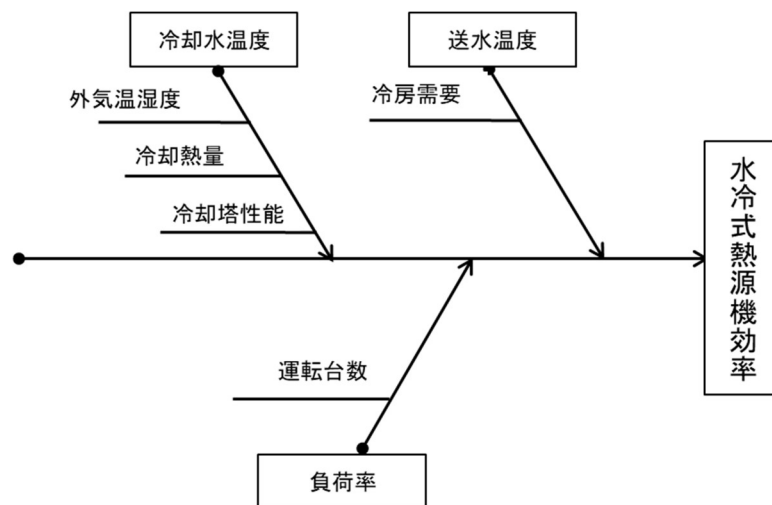 冷却水温度
送水温度
外気温湿度
冷房需要
冷却熱量
冷却塔性能
水冷式熱源機効率
運転台数
負荷率